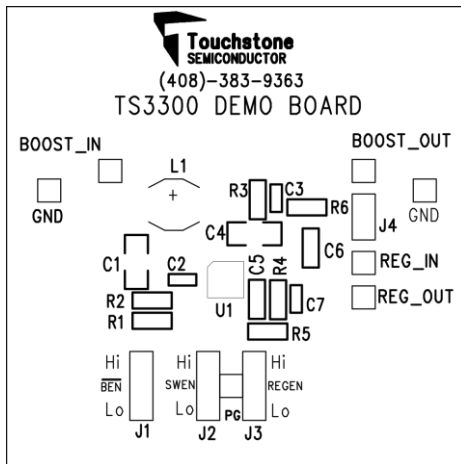 Touchstone
SEMICONDUCTOR
(408)-383-9363
TS3300 DEMO BOARD
BOOST_IN
BOOST_OUT
L1
GND
R3
C3
R6
J4
GND
C4
C6
C1
C2
C5
R4
REG_IN
U1
C7
REG_OUT
R2
R1
R5
Hi
Hi
Hi
BEN
SWEN
REGEN
Lo
Lo
PG
Lo
J1
J2
J3